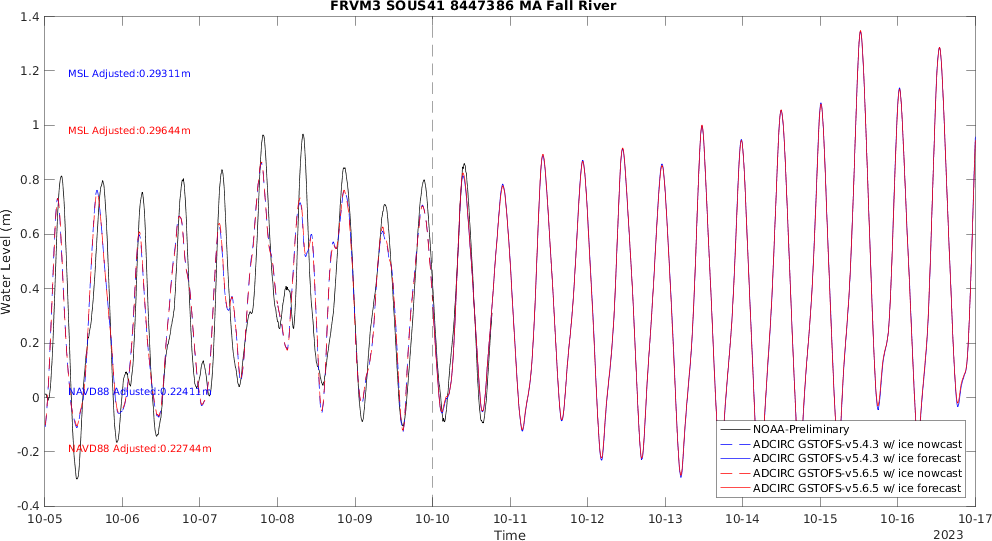 FRVM3 SOUS41 8447386 MA Fall River
1.4
1.2
1
0.8
0.6
0.4
0.2
0
-0.2
-0.4
Water Level (m)
MSL Adjusted:0.29311m
MSL Adjusted:0.29644m
NAVD88 Adjusted:0.22411m
NAVD88 Adjusted:0.22744m
NOAA-Preliminary
ADCIRC GSTOFS-v5.4.3 w/ ice nowcast
ADCIRC GSTOFS-v5.4.3 w/ ice forecast
ADCIRC GSTOFS-v5.6.5 w/ ice nowcast
ADCIRC GSTOFS-v5.6.5 w/ ice forecast
10-05 10-06 10-07 10-08 10-09 10-10 10-11 10-12 10-13 10-14 10-15 10-16 10-17
Time
2023